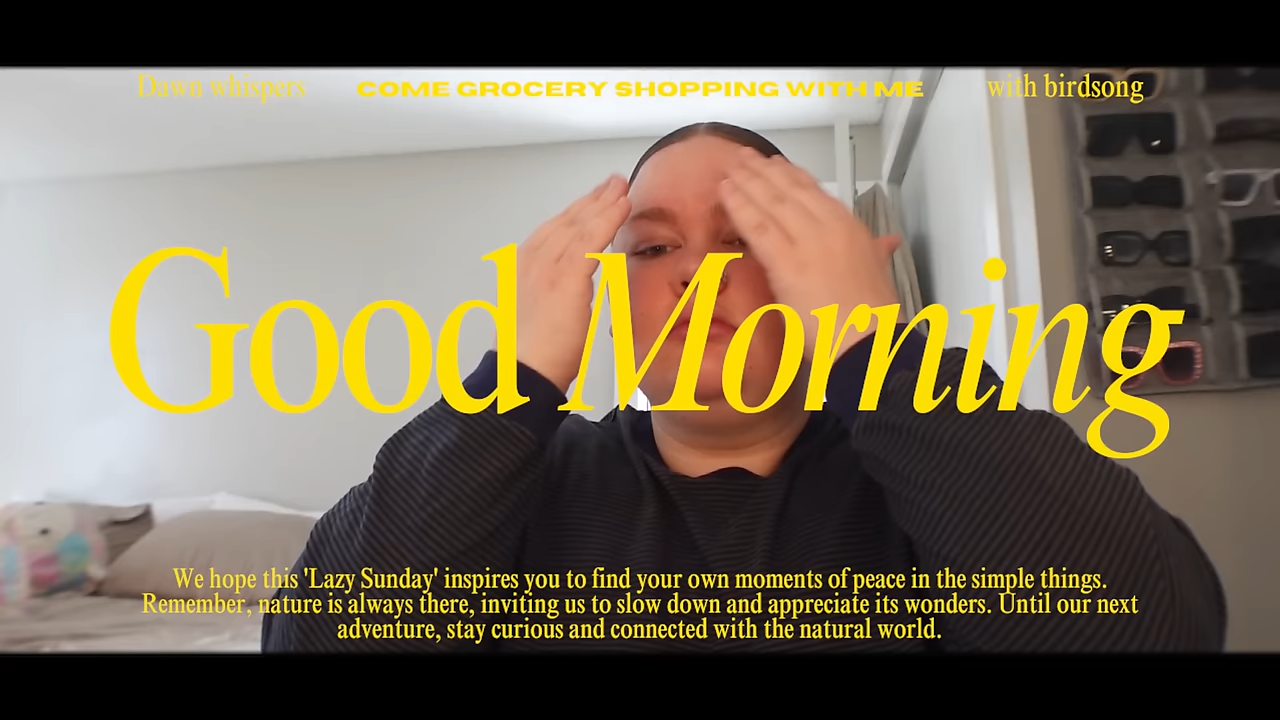 Dawn whispers COME GROCERY SHOPPING WITH ME with birdsong
Good Morning
We hope this 'Lazy Sunday' inspires you to find your own moments of peace in the simple things.
Remember, nature is always there, inviting us to slow down and appreciate its wonders. Until our next
adventure, stay curious and connected with the natural world.